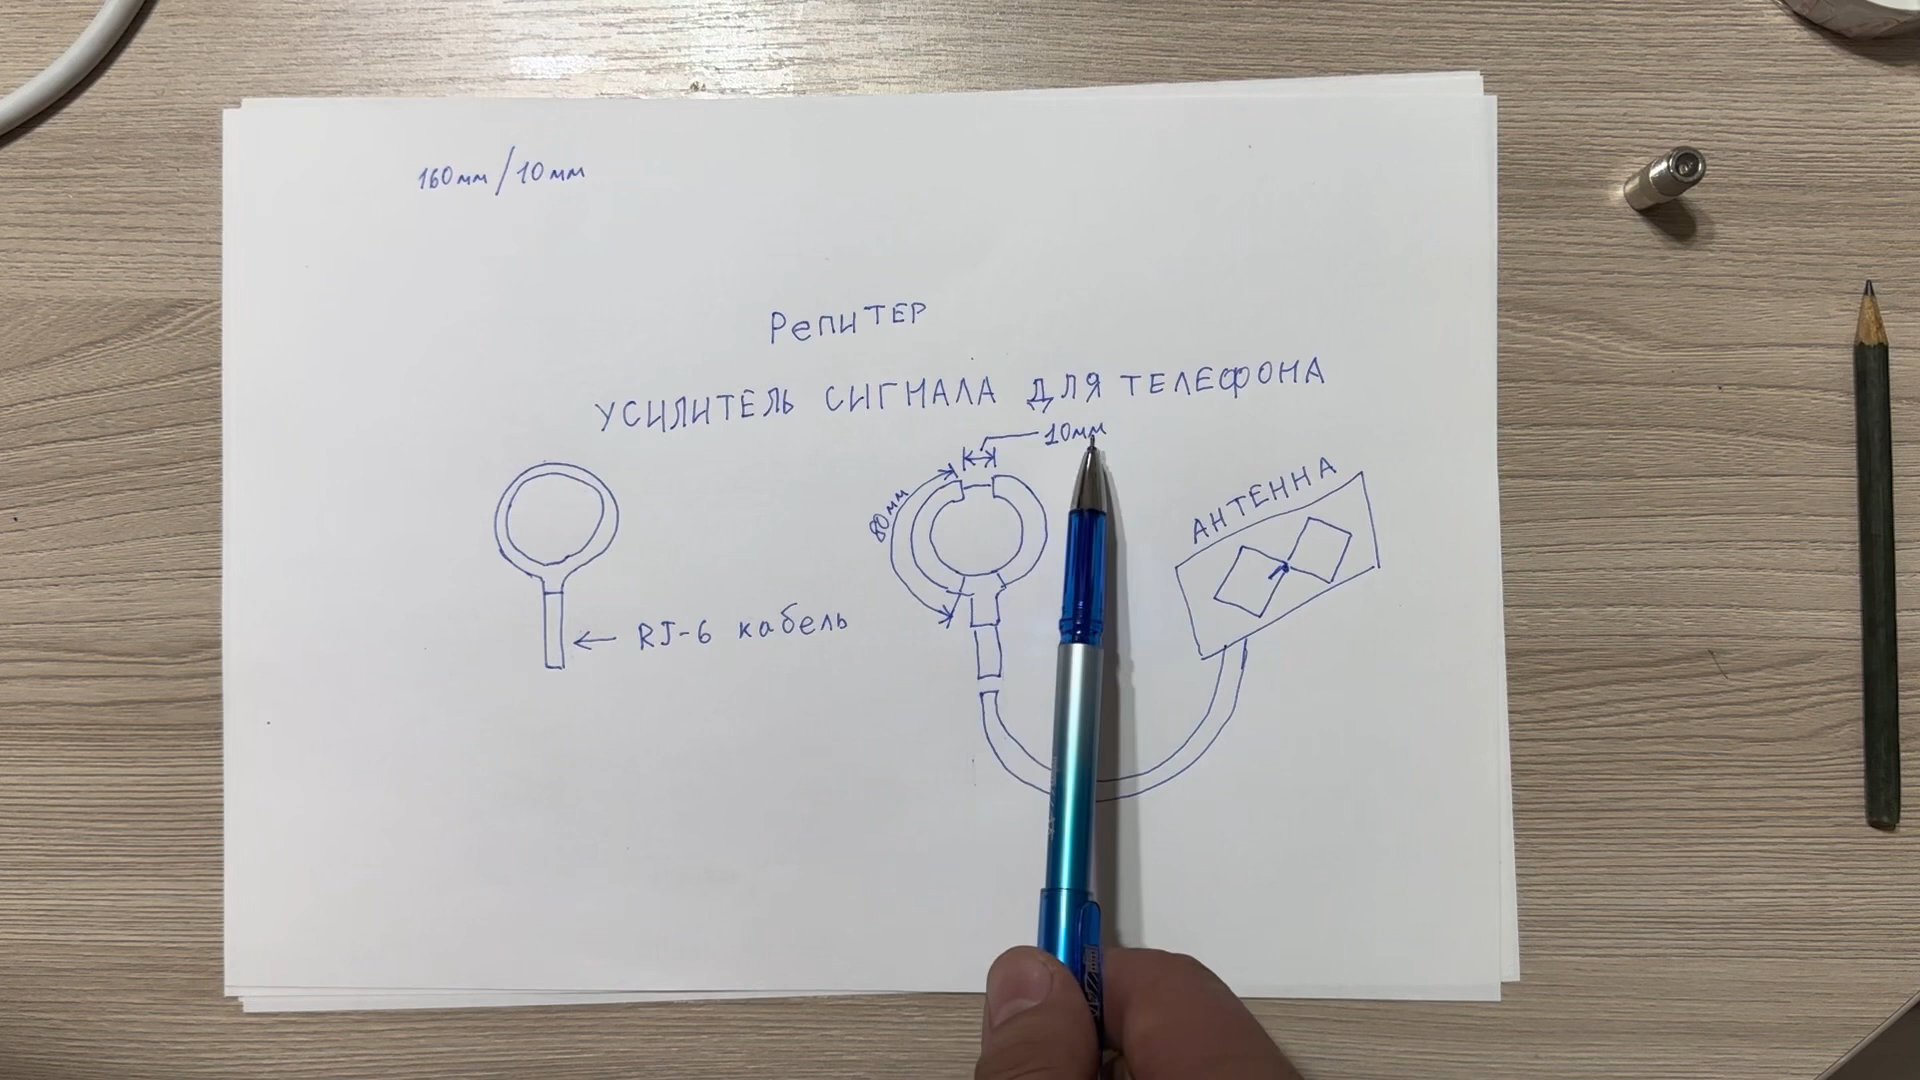 160мм/10мм
Репитер
УСИЛИТЕЛЬ СИГНАЛА ДЛЯ ТЕЛЕФОНА
10мм
80мм
АНТЕННА
RJ-6 кабель